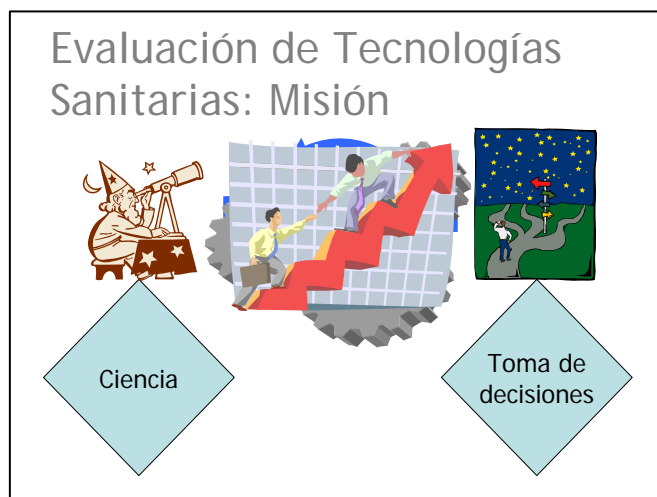 Evaluación de Tecnologías
Sanitarias: Misión
Ciencia
Toma de
decisiones